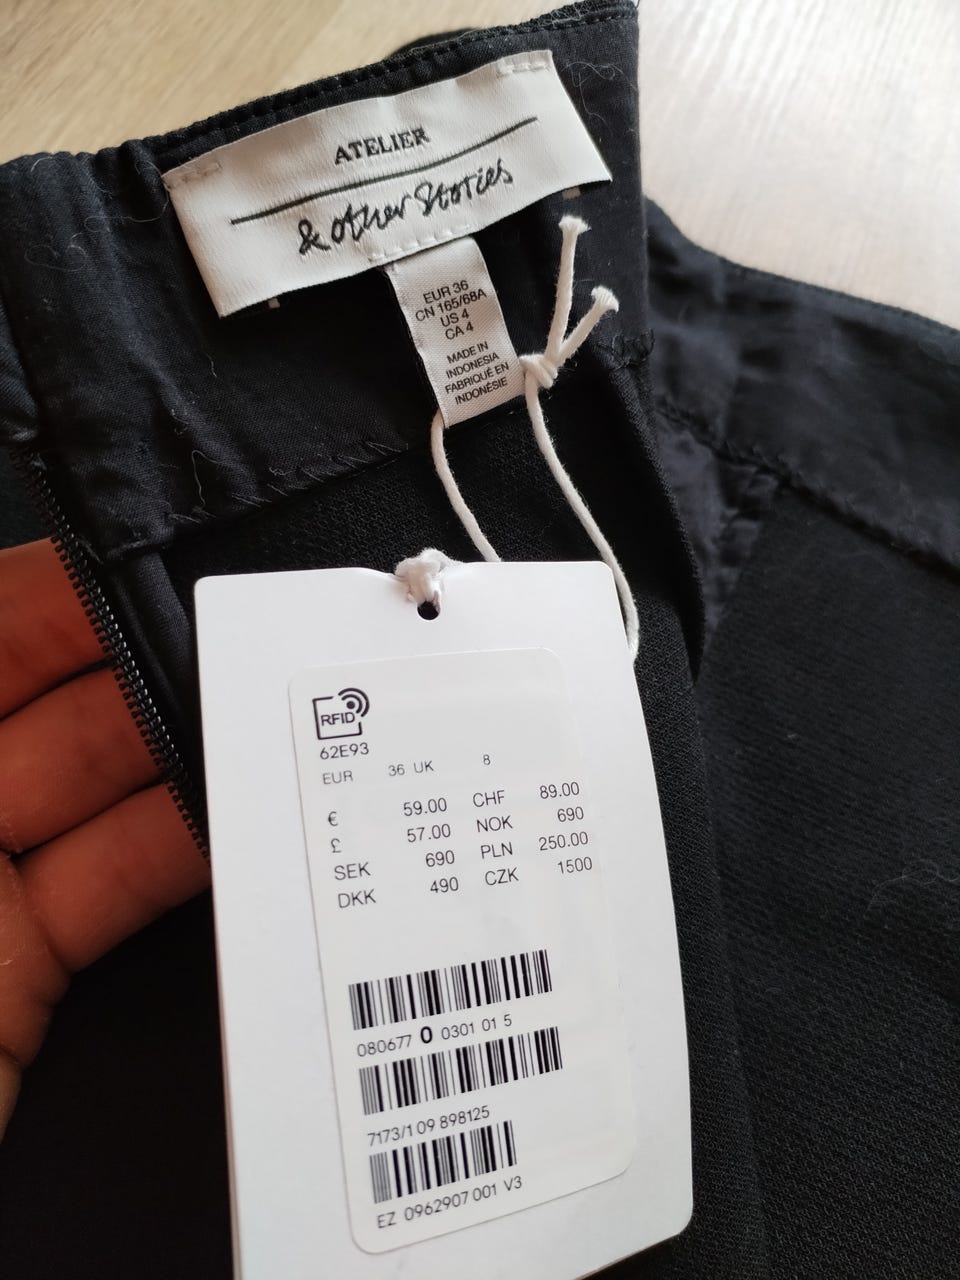 ATELIER
& other Stories
EUR 36
CN 165/68A
US 4
CA 4
MADE IN
INDONESIA
FABRIQUÉ EN
INDONÉSIE
RFID
62E93
EUR 36 UK 8
€ 59.00 CHF 89.00
£ 57.00 NOK 690
SEK 690 PLN 250.00
DKK 490 CZK 1500
080677 0 0301 01 5
7173/1 09 898125
EZ 0962907 001 V3